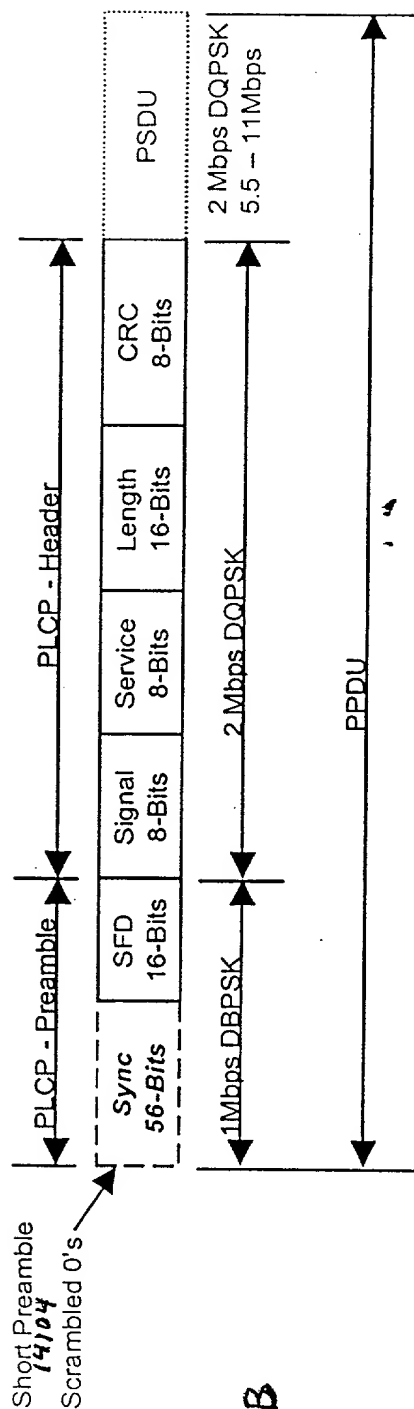 Short Preamble
14104
Scrambled 0's
PLCP - Preamble
PLCP - Header
Sync
56-Bits
SFD
16-Bits
Signal
8-Bits
Service
8-Bits
Length
16-Bits
CRC
8-Bits
PSDU
1Mbps DBPSK
2 Mbps DQPSK
2 Mbps DQPSK
5.5 – 11Mbps
PPDU
B